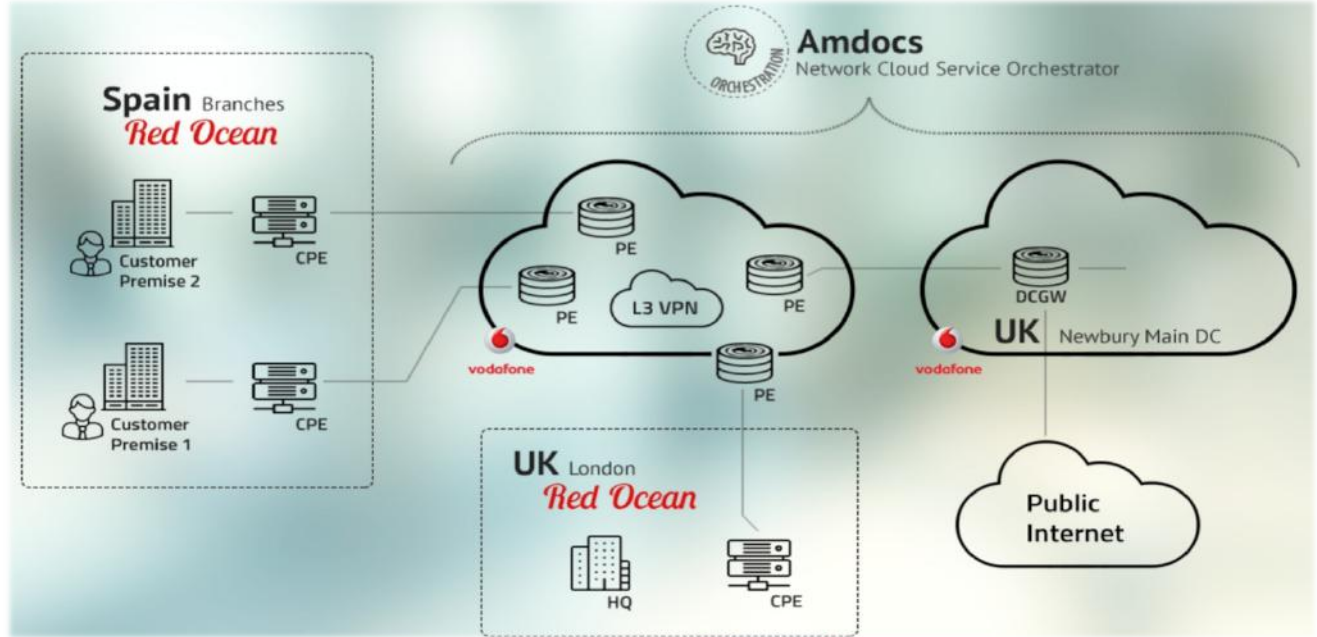 ORCHESTRATION
Amdocs
Network Cloud Service Orchestrator
Spain Branches
Red Ocean
Customer
Premise 2
CPE
PE
PE
L3 VPN
PE
PE
vodafone
DCGW
UK Newbury Main DC
vodafone
Customer
Premise 1
CPE
UK London
Red Ocean
HQ
CPE
Public
Internet